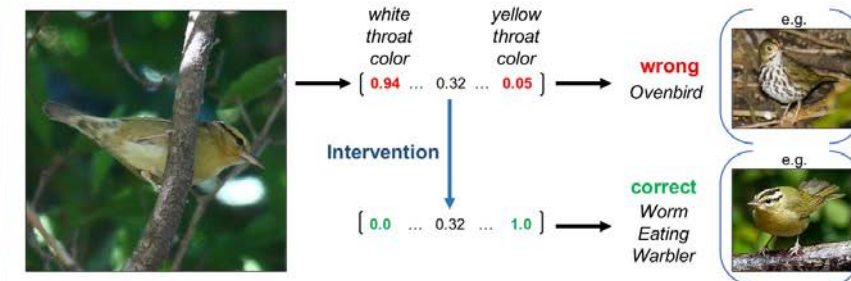 white
throat
color
yellow
throat
color
e.g.
[ 0.94 ... 0.32 ... 0.05 ]
wrong
Ovenbird
Intervention
e.g.
correct
[ 0.0 ... 0.32 ... 1.0 ]
Worm
Eating
Warbler